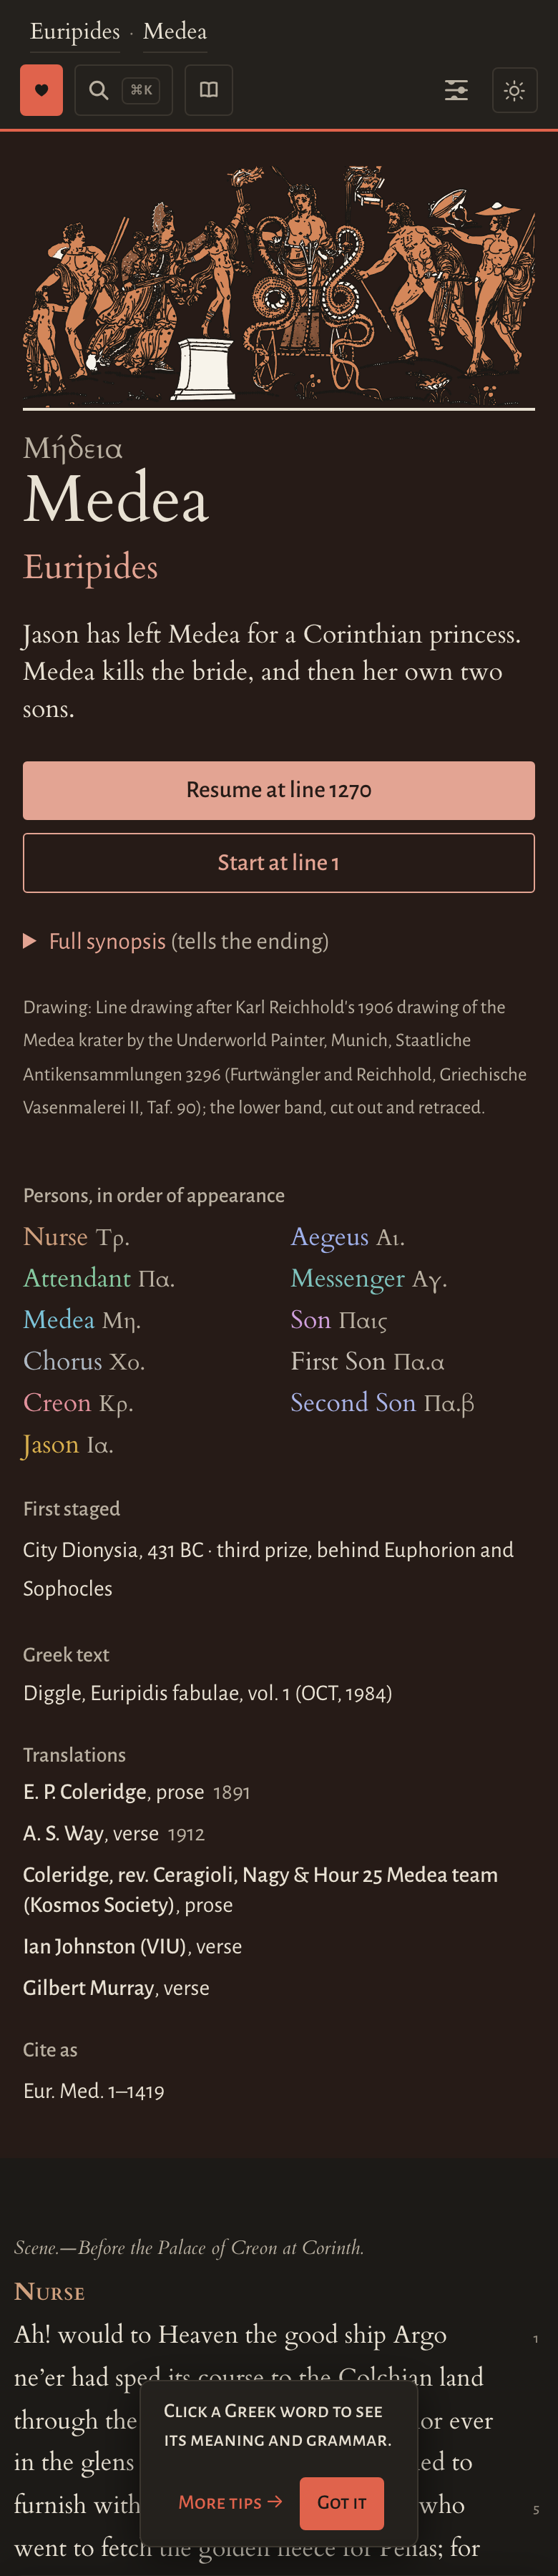 Euripides · Medea
⌘K
Μήδεια
Medea
Euripides
Jason has left Medea for a Corinthian princess.
Medea kills the bride, and then her own two
sons.
Resume at line 1270
Start at line 1
Full synopsis (tells the ending)
Drawing: Line drawing after Karl Reichhold's 1906 drawing of the
Medea krater by the Underworld Painter, Munich, Staatliche
Antikensammlungen 3296 (Furtwängler and Reichhold, Griechische
Vasenmalerei II, Taf. 90); the lower band, cut out and retraced.
Persons, in order of appearance
Nurse Τρ.
Attendant Πα.
Medea Μη.
Chorus Χο.
Creon Κρ.
Jason Ια.
Aegeus Αι.
Messenger Αγ.
Son Παις
First Son Πα.α
Second Son Πα.β
First staged
City Dionysia, 431 BC · third prize, behind Euphorion and
Sophocles
Greek text
Diggle, Euripidis fabulae, vol. 1 (OCT, 1984)
Translations
E. P. Coleridge, prose 1891
A. S. Way, verse 1912
Coleridge, rev. Ceragioli, Nagy & Hour 25 Medea team
(Kosmos Society), prose
Ian Johnston (VIU), verse
Gilbert Murray, verse
Cite as
Eur. Med. 1–1419
Scene.—Before the Palace of Creon at Corinth.
Nurse
Ah! would to Heaven the good ship Argo 1
ne'er had sped its course to the Colchian land
through the nor ever
in the glens to
furnish with who 5
went to fetch the golden fleece for Pelias; for
Click a Greek word to see
its meaning and grammar.
More tips →
Got it